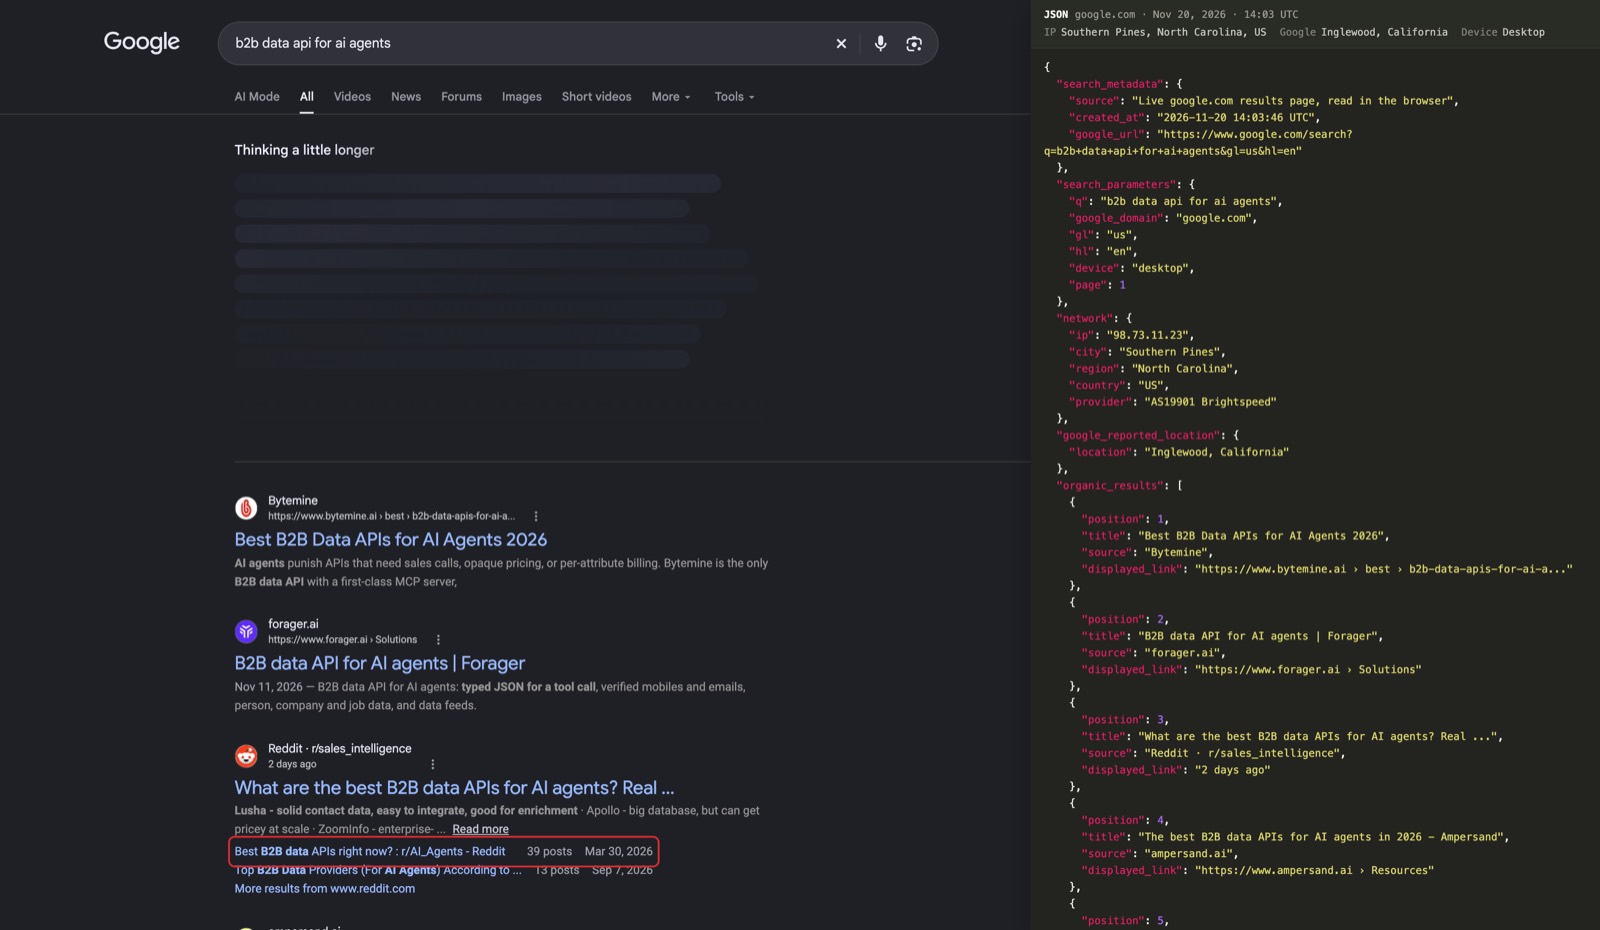 Google
b2b data api for ai agents
AI Mode All Videos News Forums Images Short videos More Tools
Thinking a little longer
Bytemine
https://www.bytemine.ai › best › b2b-data-apis-for-ai-a...
Best B2B Data APIs for AI Agents 2026
AI agents punish APIs that need sales calls, opaque pricing, or per-attribute billing. Bytemine is the only
B2B data API with a first-class MCP server,
forager.ai
https://www.forager.ai › Solutions
B2B data API for AI agents | Forager
Nov 11, 2026 — B2B data API for AI agents: typed JSON for a tool call, verified mobiles and emails,
person, company and job data, and data feeds.
Reddit · r/sales_intelligence
2 days ago
What are the best B2B data APIs for AI agents? Real ...
Lusha - solid contact data, easy to integrate, good for enrichment · Apollo - big database, but can get
pricey at scale · ZoomInfo - enterprise- ... Read more
Best B2B data APIs right now? : r/AI_Agents - Reddit 39 posts Mar 30, 2026
Top B2B Data Providers (For AI Agents) According to ... 13 posts Sep 7, 2026
More results from www.reddit.com
ampersand.ai
JSON google.com · Nov 20, 2026 · 14:03 UTC
IP Southern Pines, North Carolina, US Google Inglewood, California Device Desktop
{
"search_metadata": {
"source": "Live google.com results page, read in the browser",
"created_at": "2026-11-20 14:03:46 UTC",
"google_url": "https://www.google.com/search?
q=b2b+data+api+for+ai+agents&gl=us&hl=en"
},
"search_parameters": {
"q": "b2b data api for ai agents",
"google_domain": "google.com",
"gl": "us",
"hl": "en",
"device": "desktop",
"page": 1
},
"network": {
"ip": "98.73.11.23",
"city": "Southern Pines",
"region": "North Carolina",
"country": "US",
"provider": "AS19901 Brightspeed"
},
"google_reported_location": {
"location": "Inglewood, California"
},
"organic_results": [
{
"position": 1,
"title": "Best B2B Data APIs for AI Agents 2026",
"source": "Bytemine",
"displayed_link": "https://www.bytemine.ai › best › b2b-data-apis-for-ai-a..."
},
{
"position": 2,
"title": "B2B data API for AI agents | Forager",
"source": "forager.ai",
"displayed_link": "https://www.forager.ai › Solutions"
},
{
"position": 3,
"title": "What are the best B2B data APIs for AI agents? Real ...",
"source": "Reddit · r/sales_intelligence",
"displayed_link": "2 days ago"
},
{
"position": 4,
"title": "The best B2B data APIs for AI agents in 2026 - Ampersand",
"source": "ampersand.ai",
"displayed_link": "https://www.ampersand.ai › Resources"
},
{
"position": 5,